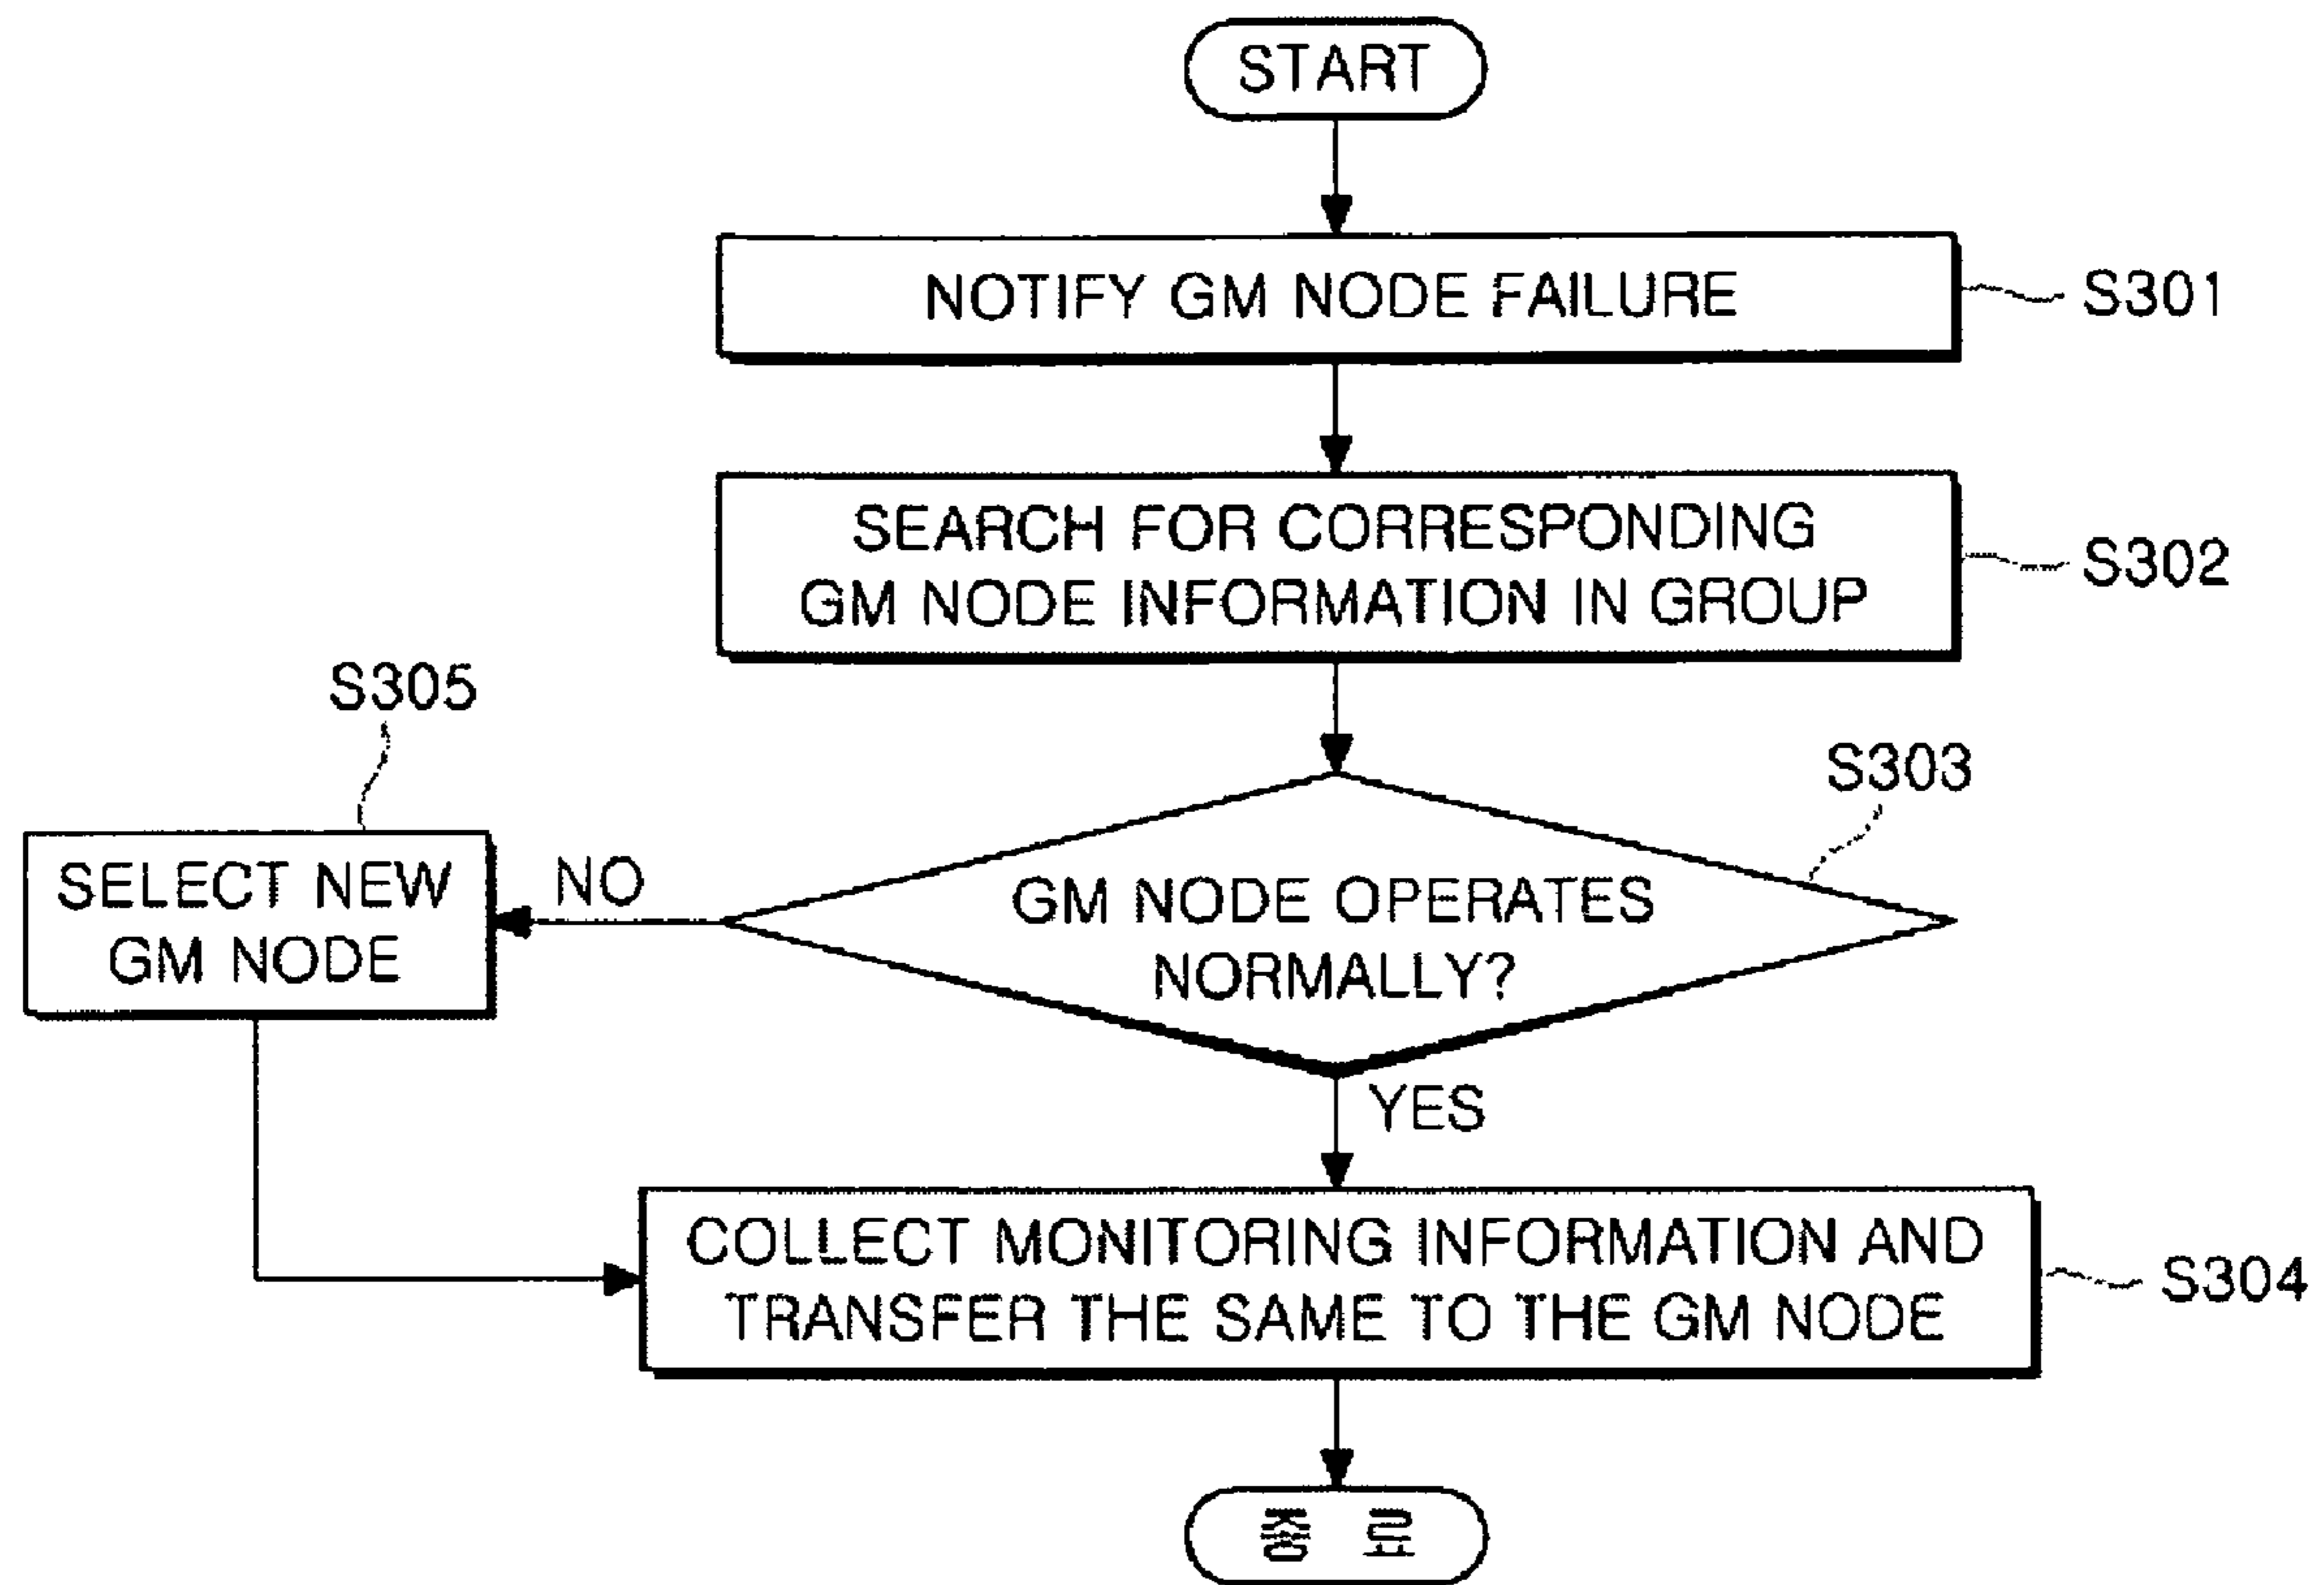 START
NOTIFY GM NODE FAILURE
S301
SEARCH FOR CORRESPONDING
GM NODE INFORMATION IN GROUP
S302
S305
S303
SELECT NEW
GM NODE
NO
GM NODE OPERATES
NORMALLY?
YES
COLLECT MONITORING INFORMATION AND
TRANSFER THE SAME TO THE GM NODE
S304
종 료